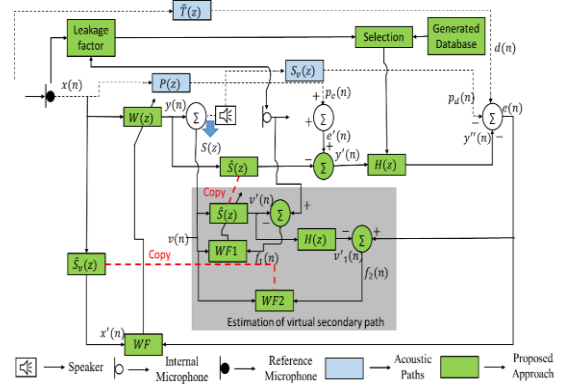 T̂(z)
Leakage factor
Selection
Generated Database
x(n)
P(z)
S_v(z)
d(n)
p_e(n)
p_d(n)
e(n)
W(z)
y(n)
Σ
Σ
Σ
S(z)
e'(n)
y''(n)
Ŝ(z)
Σ
y'(n)
H(z)
Copy
v(n)
Ŝ(z)
v'(n)
Σ
WF1
f_1(n)
H(z)
Σ
v'_1(n)
f_2(n)
Ŝ_v(z)
Copy
WF2
Estimation of virtual secondary path
x'(n)
WF
Speaker
Internal Microphone
Reference Microphone
Acoustic Paths
Proposed Approach